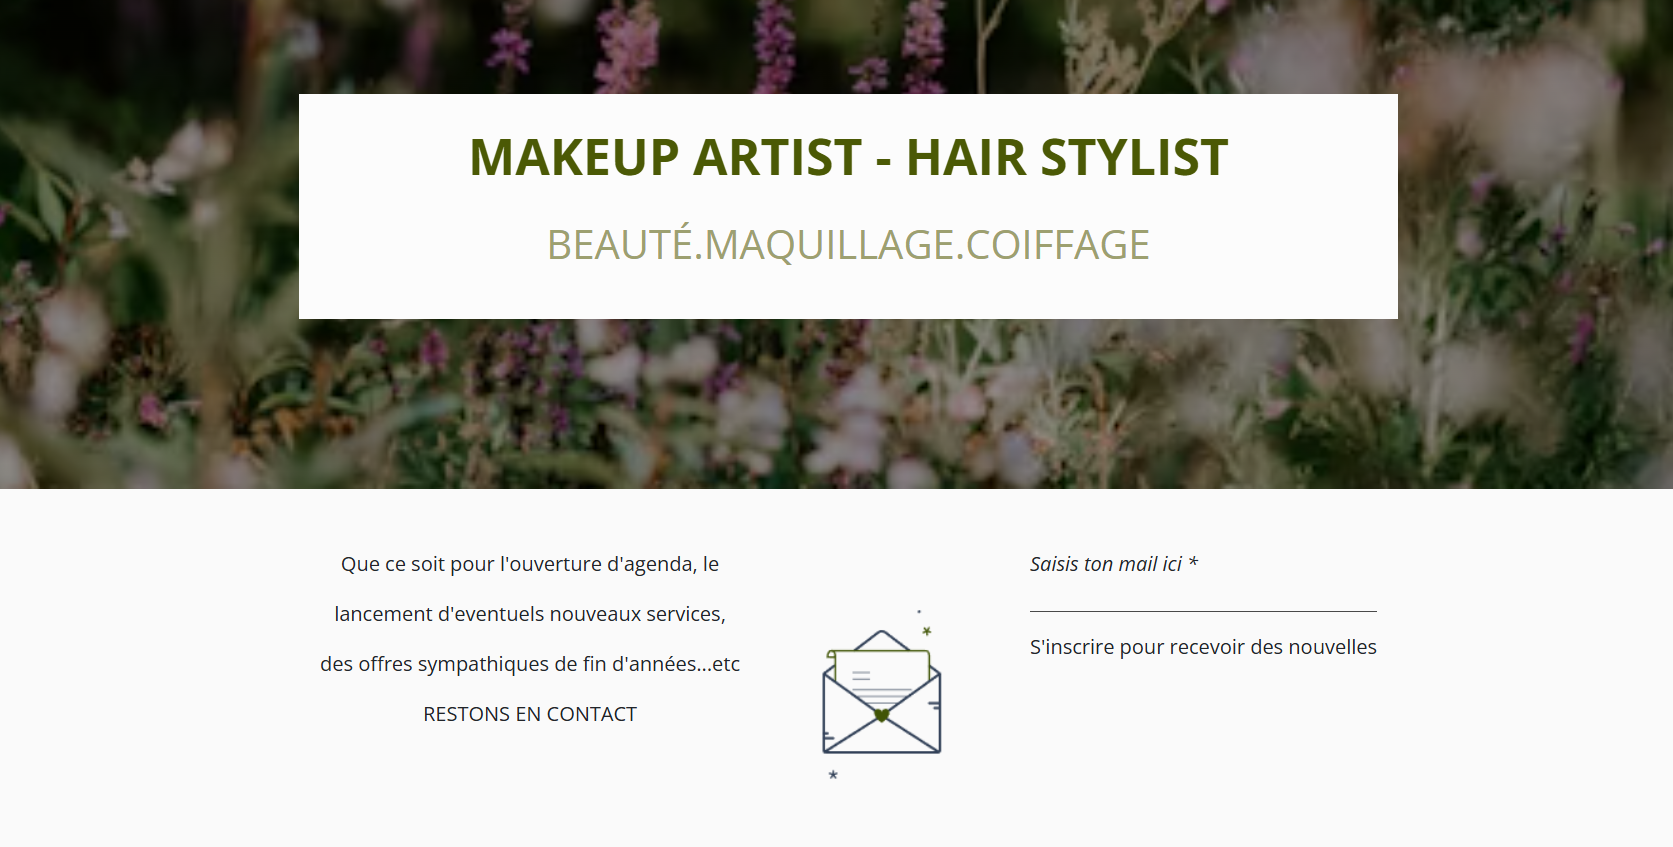 MAKEUP ARTIST - HAIR STYLIST
BEAUTÉ.MAQUILLAGE.COIFFAGE
Que ce soit pour l'ouverture d'agenda, le
lancement d'eventuels nouveaux services,
des offres sympathiques de fin d'années...etc
RESTONS EN CONTACT
Saisis ton mail ici *
S'inscrire pour recevoir des nouvelles